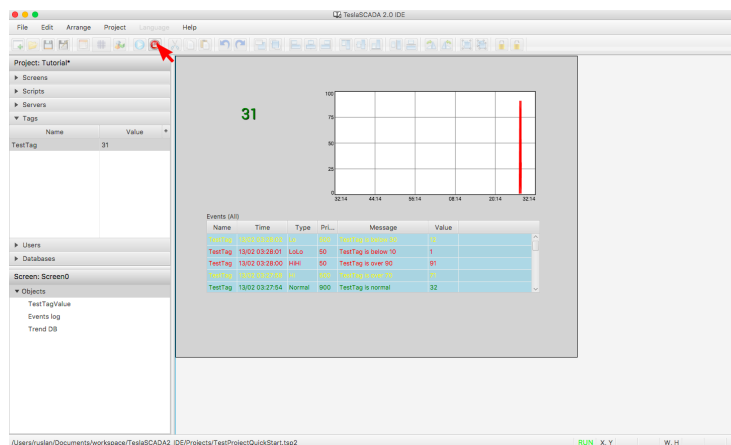 TeslaSCADA 2.0 IDE
File Edit Arrange Project Language Help
Project: Tutorial*
Screens
Scripts
Servers
Tags
Name Value +
TestTag 31
Users
Databases
Screen: Screen0
Objects
TestTagValue
Events log
Trend DB
31
100
75
50
25
0
32:14 44:14 56:14 08:14 20:14 32:14
Events (All)
Name Time Type Pri... Message Value
TestTag
TestTag 13/02 03:28:01 LoLo 50 TestTag is below 10 1
TestTag 13/02 03:28:00 HiHi 50 TestTag is over 90 91
TestTag
TestTag 13/02 03:27:54 Normal 900 TestTag is normal 32
/Users/ruslan/Documents/workspace/TeslaSCADA2 IDE/Projects/TestProjectQuickStart.tsp2
RUN X, Y W, H